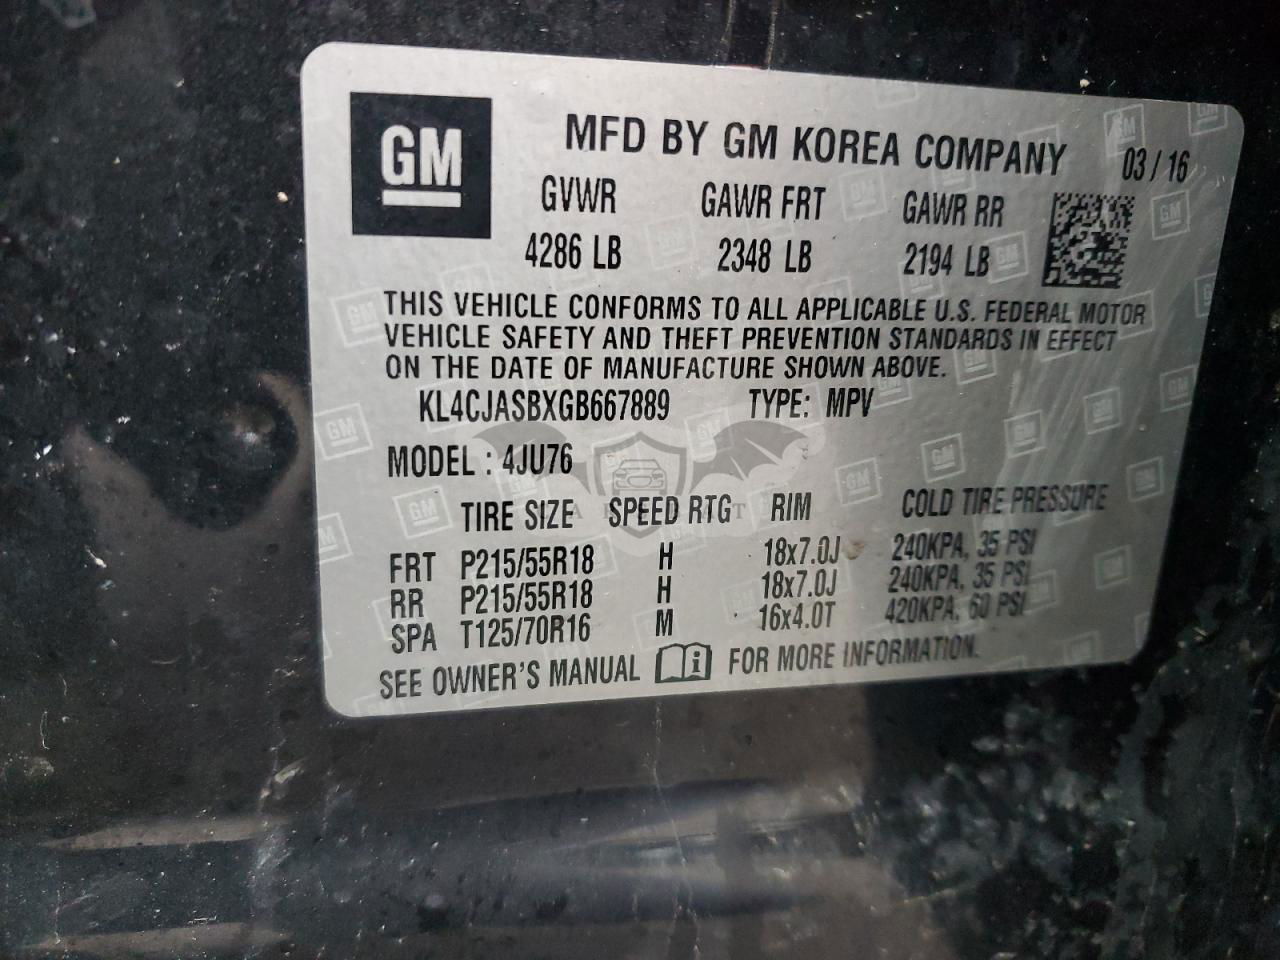 GM
MFD BY GM KOREA COMPANY 03/16
GVWR GAWR FRT GAWR RR
4286 LB 2348 LB 2194 LB
THIS VEHICLE CONFORMS TO ALL APPLICABLE U.S. FEDERAL MOTOR
VEHICLE SAFETY AND THEFT PREVENTION STANDARDS IN EFFECT
ON THE DATE OF MANUFACTURE SHOWN ABOVE.
KL4CJASBXGB667889 TYPE: MPV
MODEL : 4JU76
TIRE SIZE SPEED RTG RIM COLD TIRE PRESSURE
FRT P215/55R18 H 18x7.0J 240KPA, 35 PSI
RR P215/55R18 H 18x7.0J 240KPA, 35 PSI
SPA T125/70R16 M 16x4.0T 420KPA, 60 PSI
SEE OWNER'S MANUAL i FOR MORE INFORMATION.